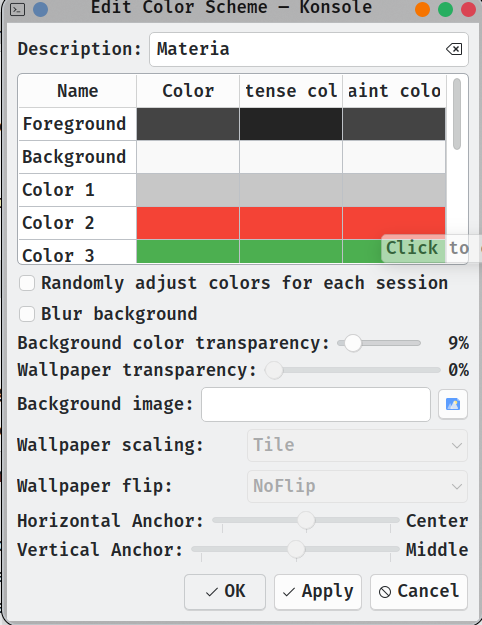 Edit Color Scheme — Konsole
Description: Materia
Name Color tense col aint colo
Foreground
Background
Color 1
Color 2
Color 3
Click to
Randomly adjust colors for each session
Blur background
Background color transparency: 9%
Wallpaper transparency: 0%
Background image:
Wallpaper scaling: Tile
Wallpaper flip: NoFlip
Horizontal Anchor: Center
Vertical Anchor: Middle
OK Apply Cancel